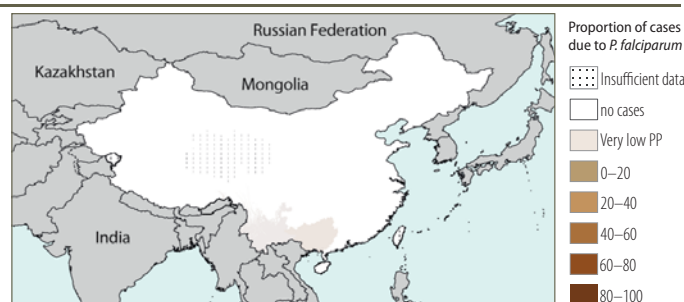 Russian Federation
Kazakhstan
Mongolia
India
Proportion of cases
due to P. falciparum
Insufficient data
no cases
Very low PP
0–20
20–40
40–60
60–80
80–100